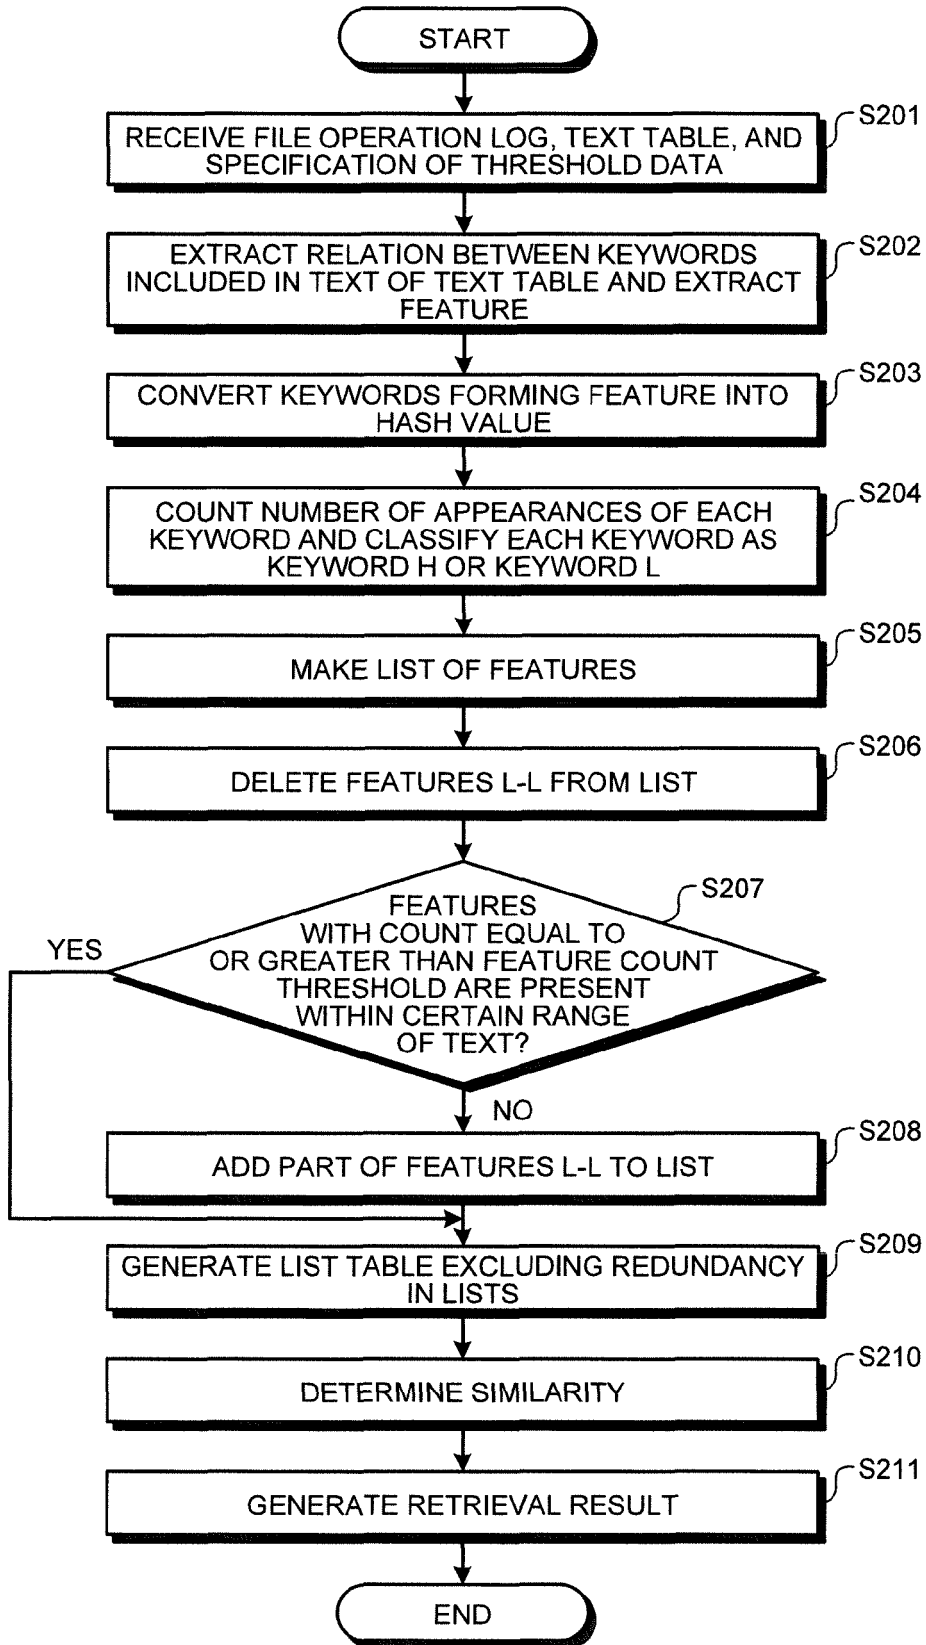 START
S201
RECEIVE FILE OPERATION LOG, TEXT TABLE, AND
SPECIFICATION OF THRESHOLD DATA
S202
EXTRACT RELATION BETWEEN KEYWORDS
INCLUDED IN TEXT OF TEXT TABLE AND EXTRACT
FEATURE
S203
CONVERT KEYWORDS FORMING FEATURE INTO
HASH VALUE
S204
COUNT NUMBER OF APPEARANCES OF EACH
KEYWORD AND CLASSIFY EACH KEYWORD AS
KEYWORD H OR KEYWORD L
S205
MAKE LIST OF FEATURES
S206
DELETE FEATURES L-L FROM LIST
S207
FEATURES
WITH COUNT EQUAL TO
OR GREATER THAN FEATURE COUNT
THRESHOLD ARE PRESENT
WITHIN CERTAIN RANGE
OF TEXT?
YES
NO
S208
ADD PART OF FEATURES L-L TO LIST
S209
GENERATE LIST TABLE EXCLUDING REDUNDANCY
IN LISTS
S210
DETERMINE SIMILARITY
S211
GENERATE RETRIEVAL RESULT
END